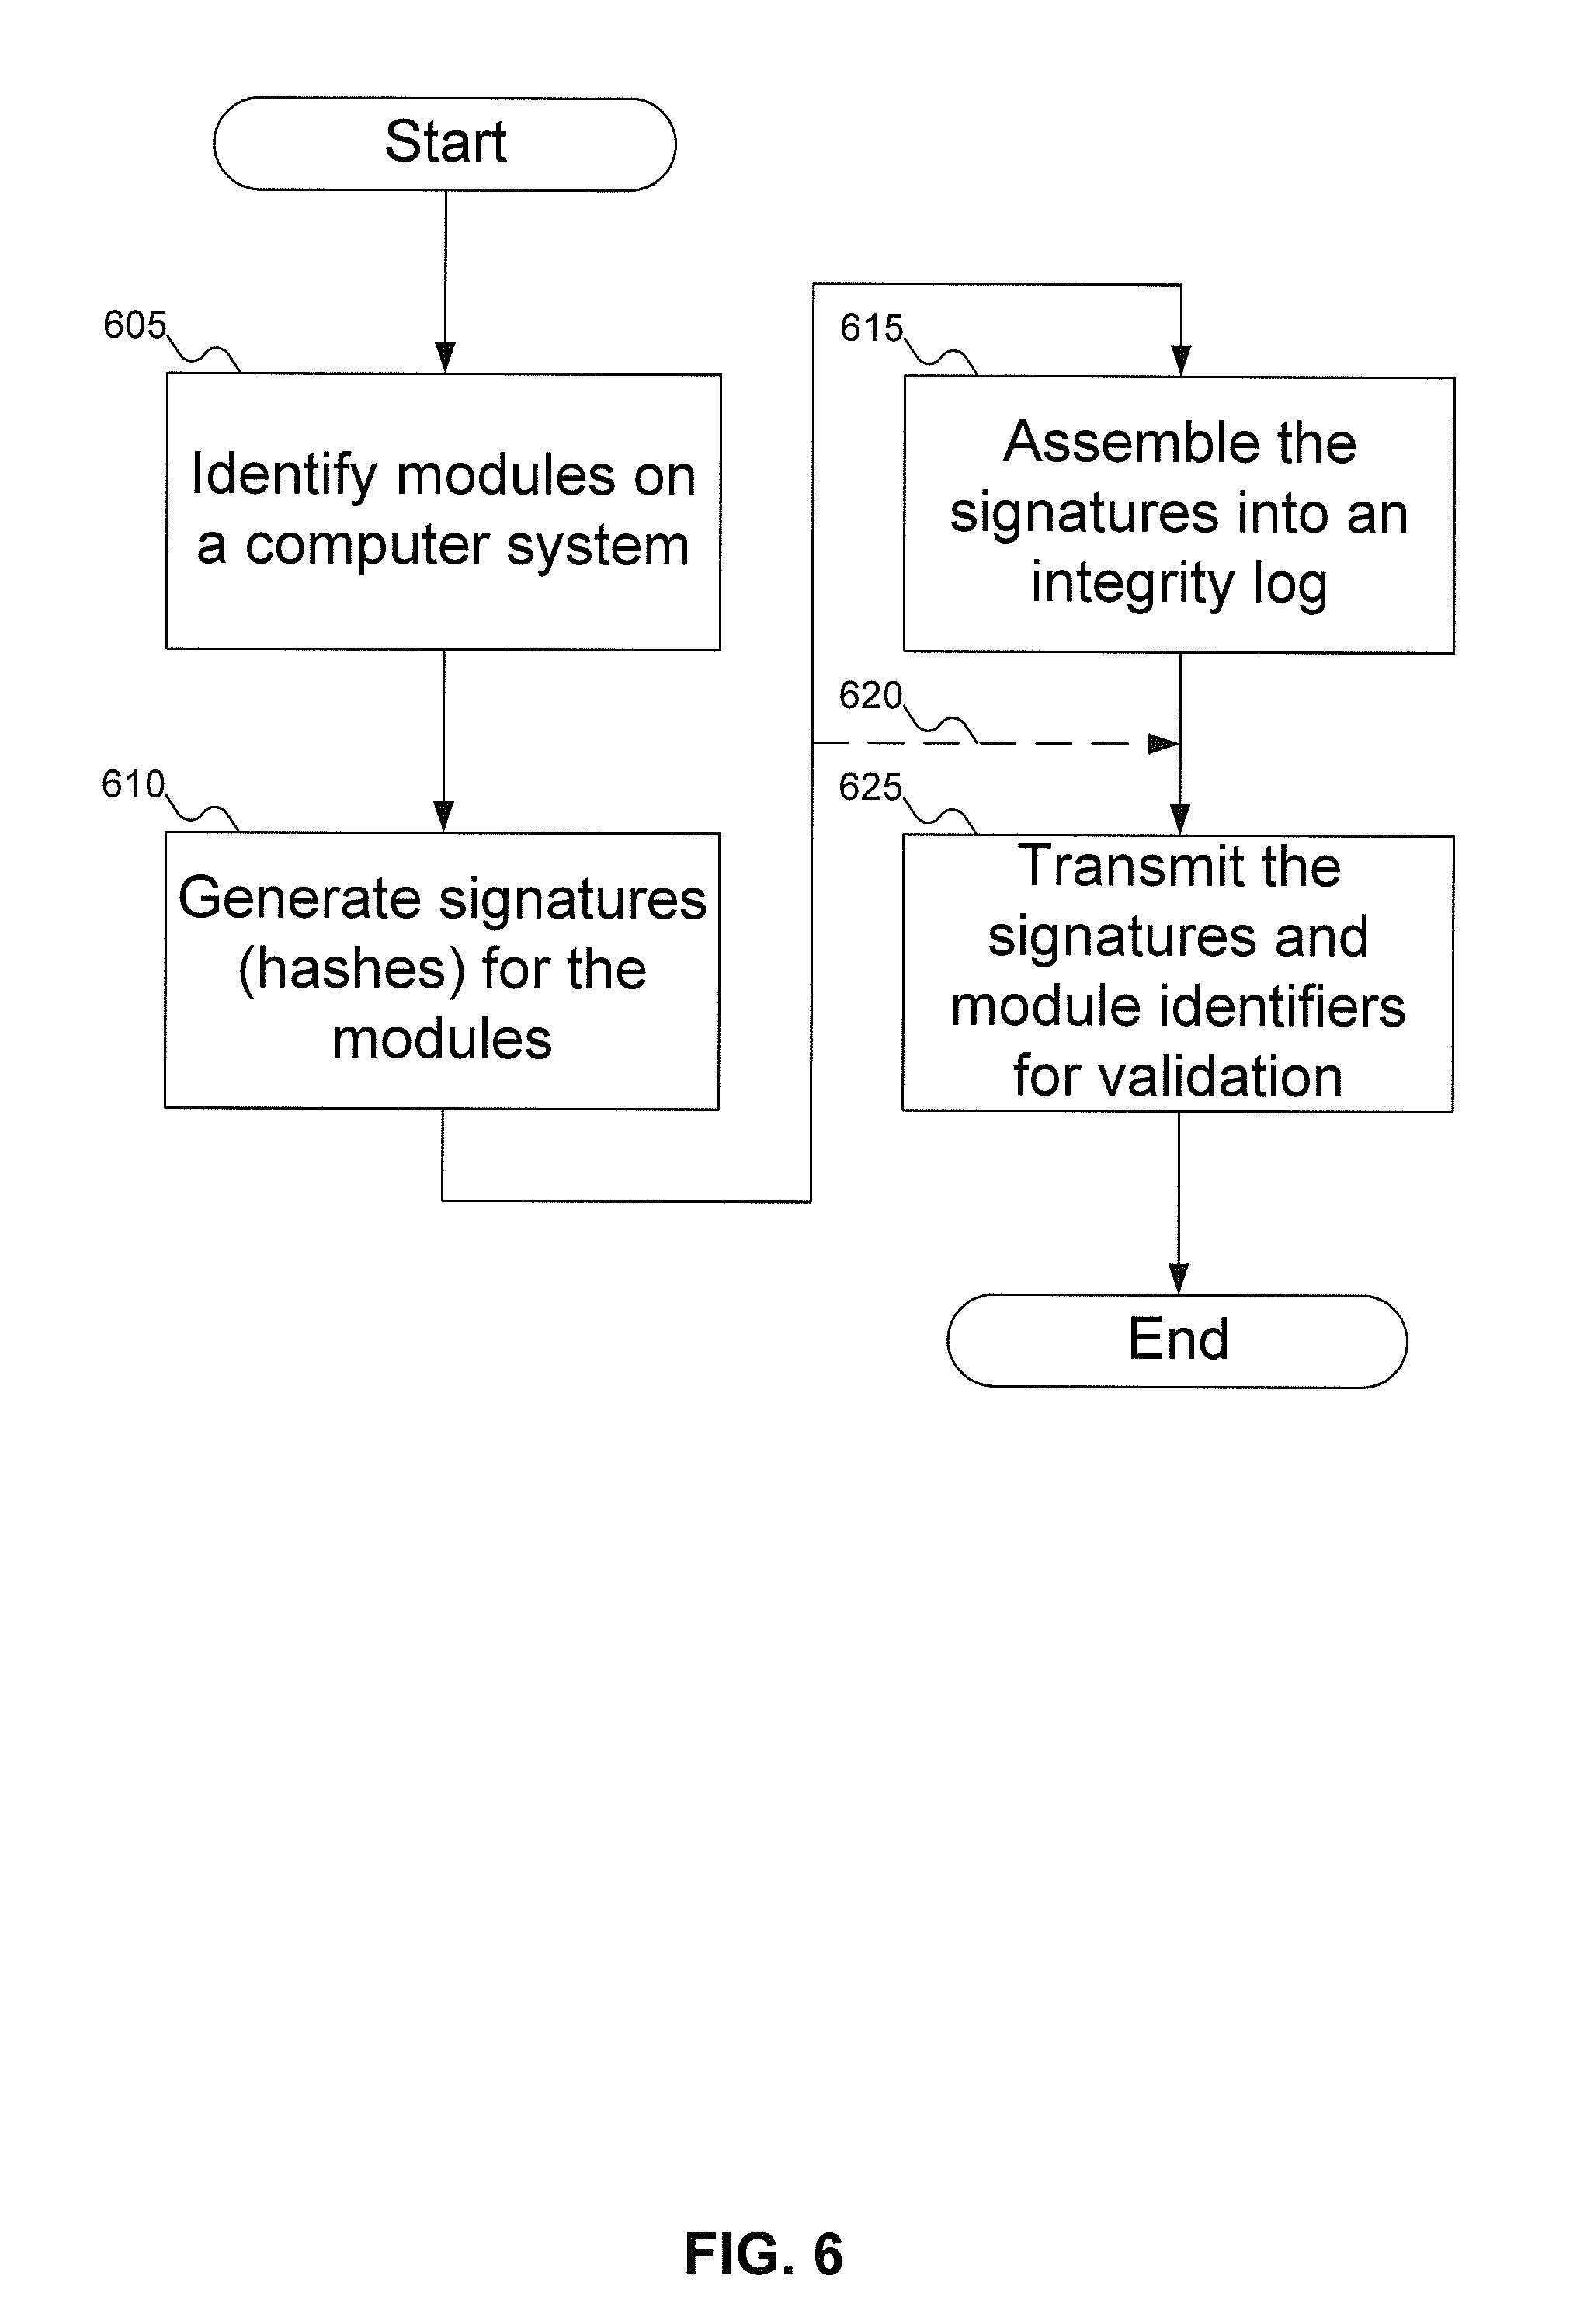 Start
605
Identify modules on
a computer system
610
Generate signatures
(hashes) for the
modules
615
Assemble the
signatures into an
integrity log
620
625
Transmit the
signatures and
module identifiers
for validation
End
FIG. 6